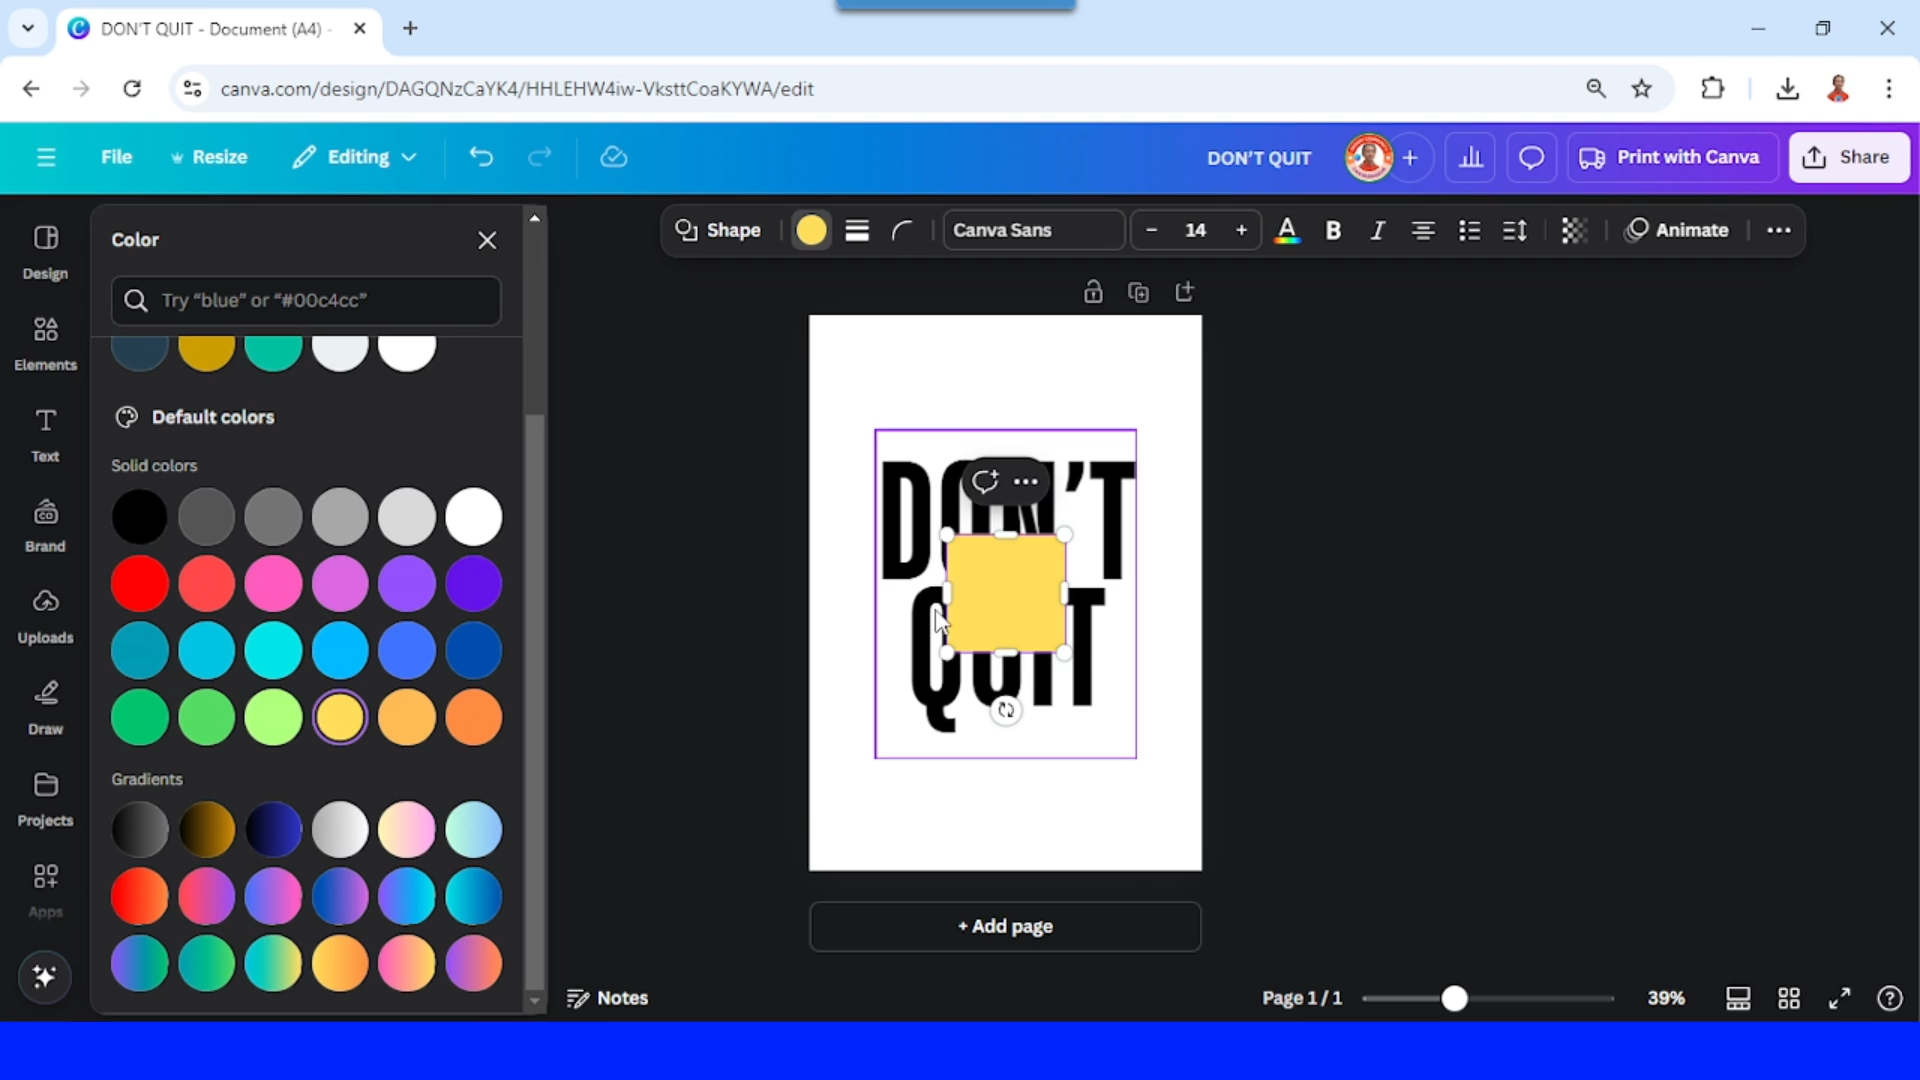 DON'T QUIT - Document (A4) -
canva.com/design/DAGQNzCaYK4/HHLEHW4iw-VksttCoaKYWA/edit
File
Resize
Editing
DON'T QUIT
Print with Canva
Share
Design
Elements
Text
Brand
Uploads
Draw
Projects
Apps
Color
Try “blue” or “#00c4cc”
Default colors
Solid colors
Gradients
Shape
Canva Sans
− 14 +
A
B
I
Animate
DON’T
QUIT
+ Add page
Notes
Page 1 / 1
39%